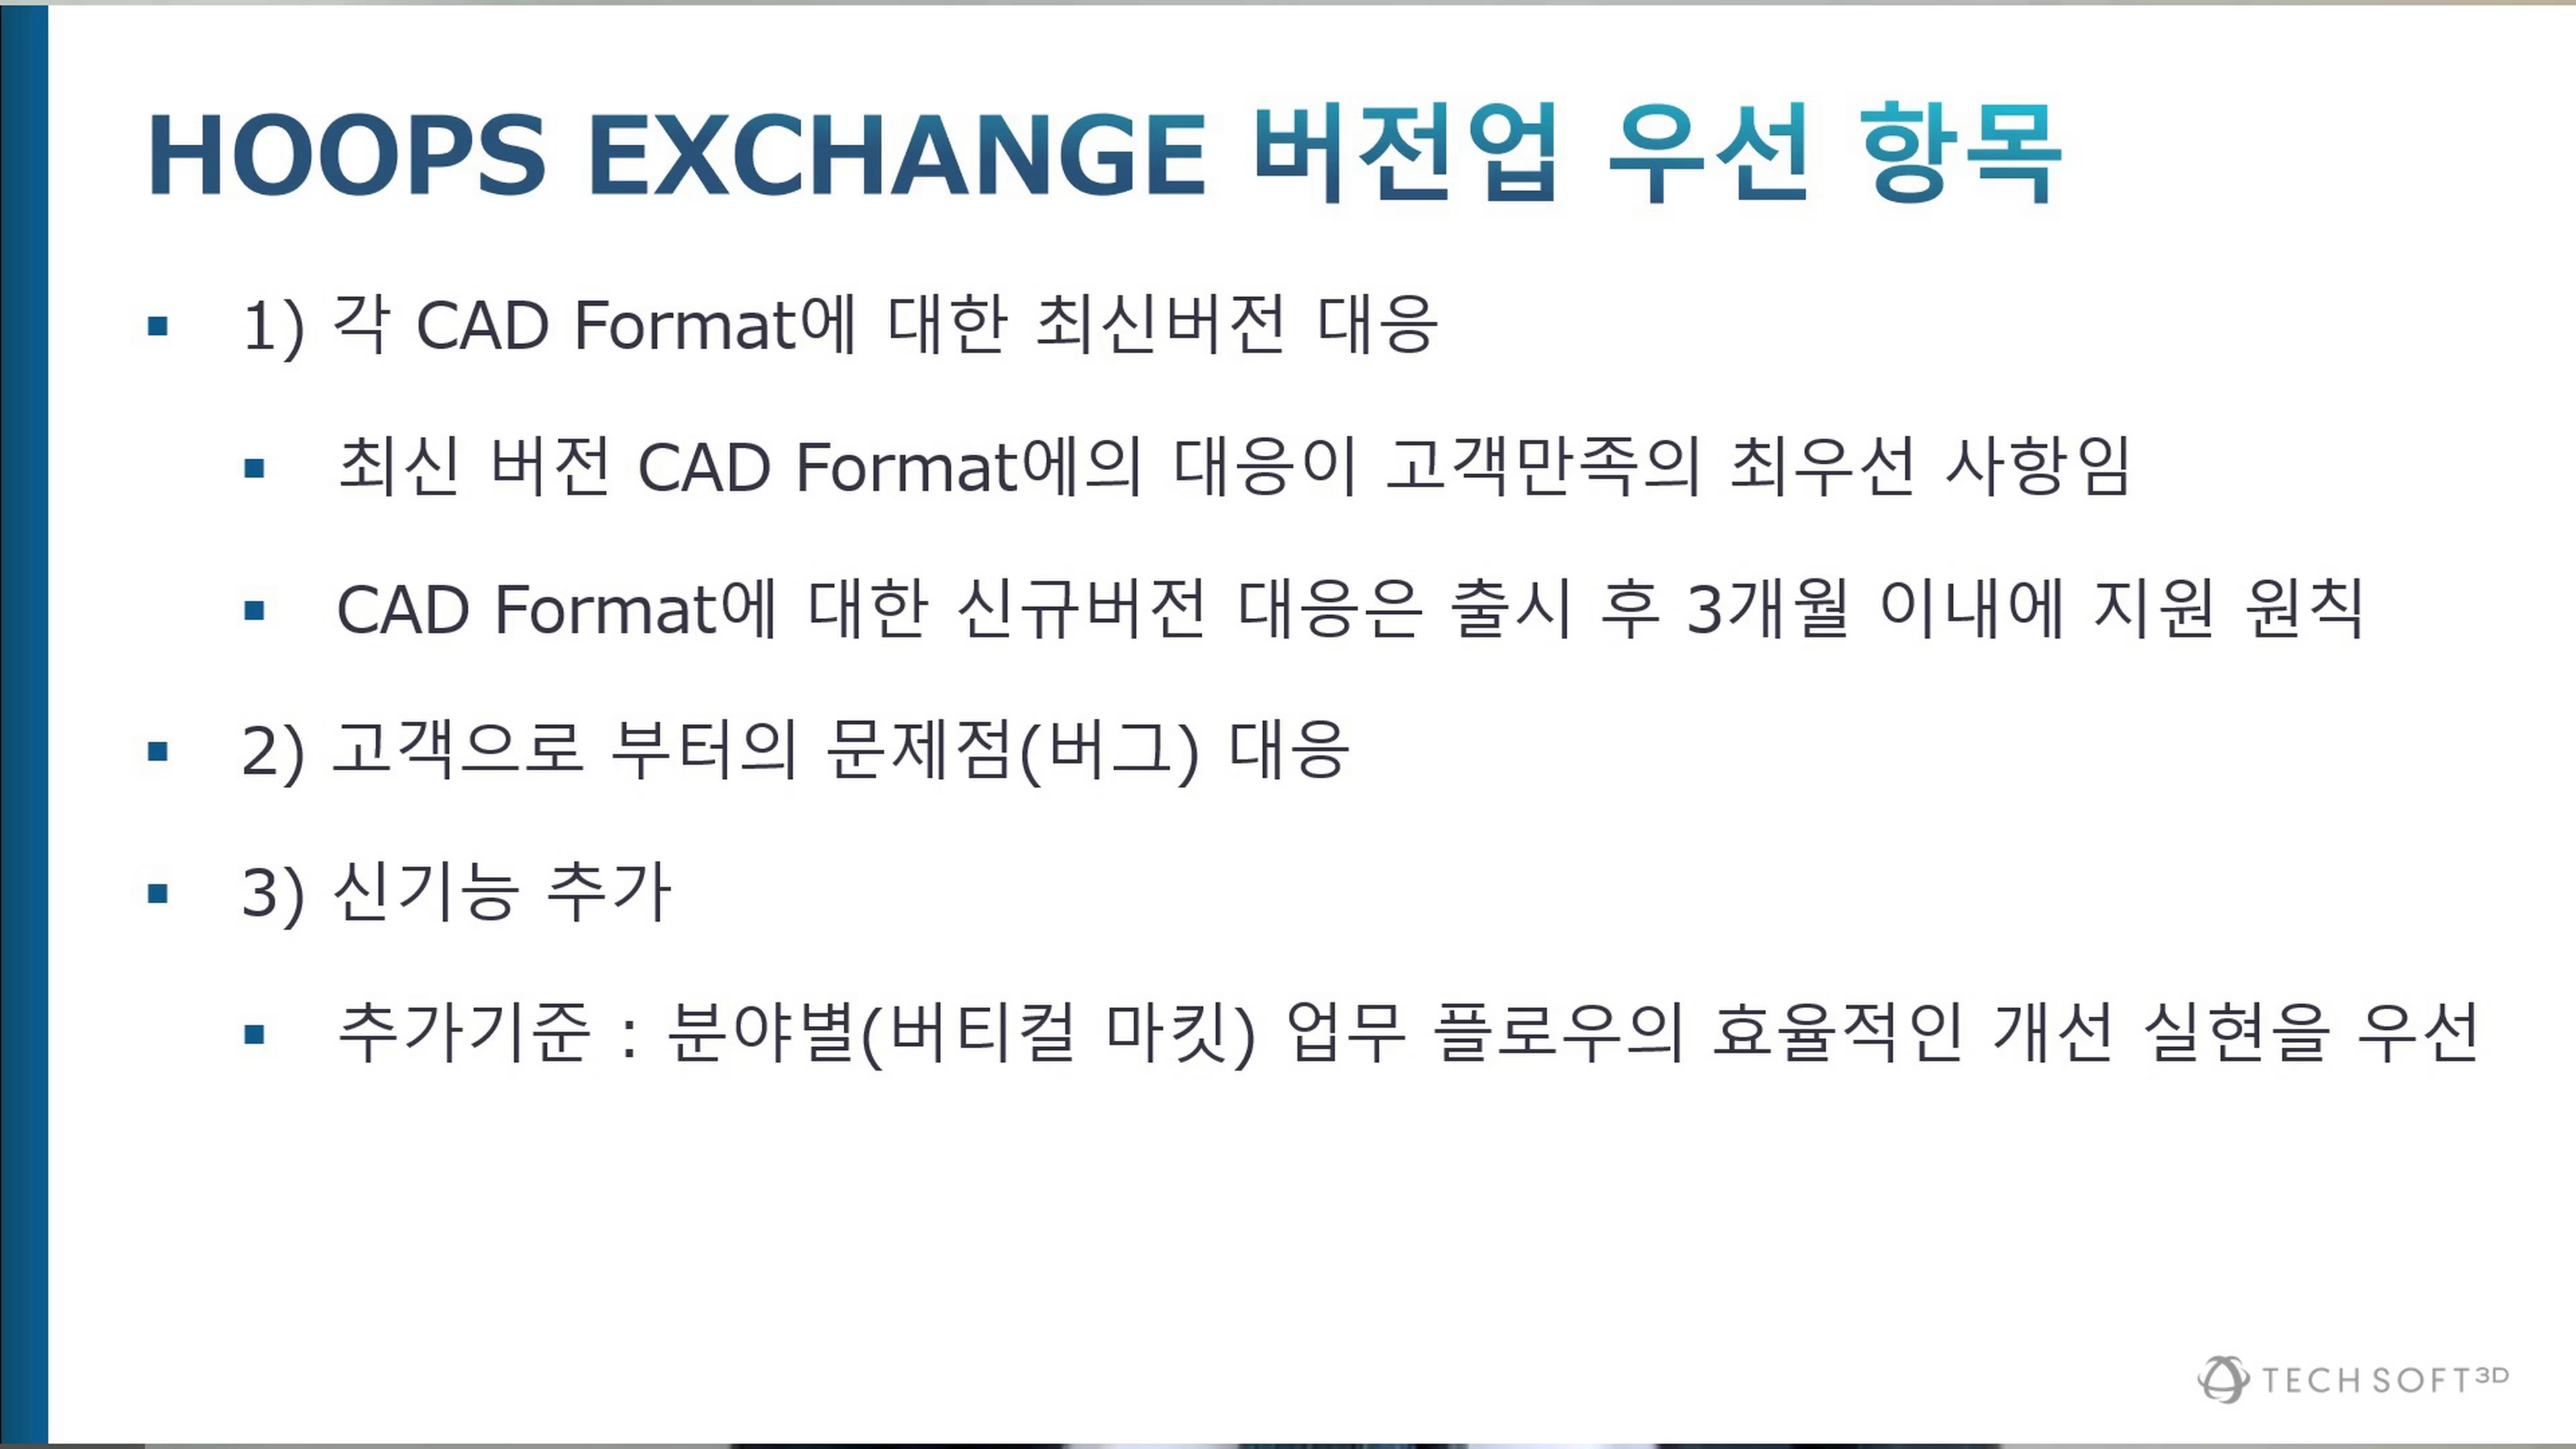 HOOPS EXCHANGE 버전업 우선 항목
▪ 1) 각 CAD Format에 대한 최신버전 대응
▪ 최신 버전 CAD Format에의 대응이 고객만족의 최우선 사항임
▪ CAD Format에 대한 신규버전 대응은 출시 후 3개월 이내에 지원 원칙
▪ 2) 고객으로 부터의 문제점(버그) 대응
▪ 3) 신기능 추가
▪ 추가기준 : 분야별(버티컬 마킷) 업무 플로우의 효율적인 개선 실현을 우선
TECH SOFT 3D